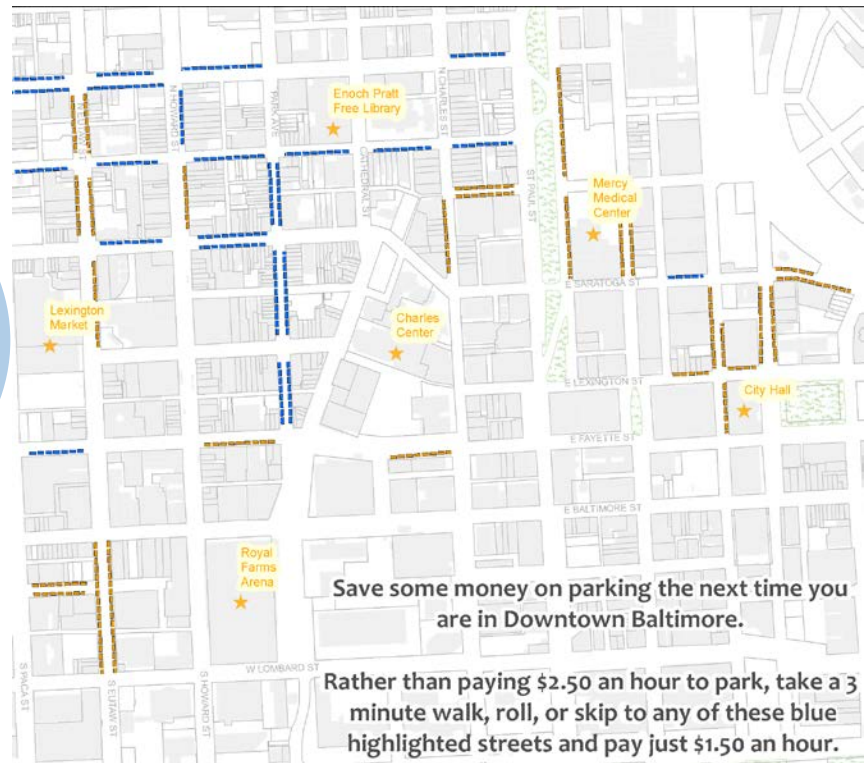 Enoch Pratt
Free Library
N CHARLES ST
PARK AVE
N HOWARD ST
N EUTAW ST
CATHEDRAL ST
ST PAUL ST
Mercy
Medical
Center
E SARATOGA ST
Lexington
Market
Charles
Center
E LEXINGTON ST
City Hall
E FAYETTE ST
E BALTIMORE ST
Royal
Farms
Arena
Save some money on parking the next time you
are in Downtown Baltimore.
W LOMBARD ST
S PACA ST
S EUTAW ST
S HOWARD ST
Rather than paying $2.50 an hour to park, take a 3
minute walk, roll, or skip to any of these blue
highlighted streets and pay just $1.50 an hour.